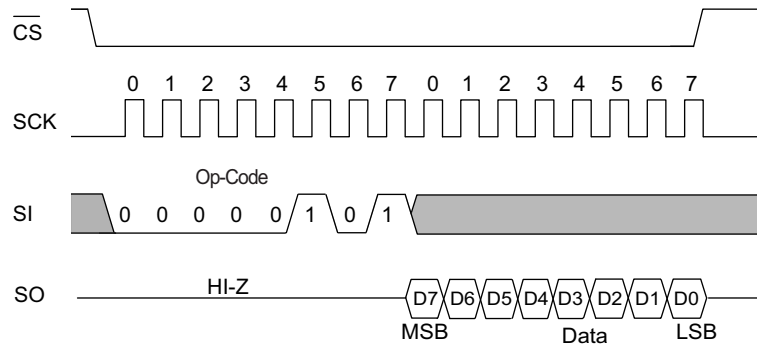 CS
0 1 2 3 4 5 6 7 0 1 2 3 4 5 6 7
SCK
Op-Code
SI 0 0 0 0 0 1 0 1
HI-Z
SO D7 D6 D5 D4 D3 D2 D1 D0
MSB Data LSB